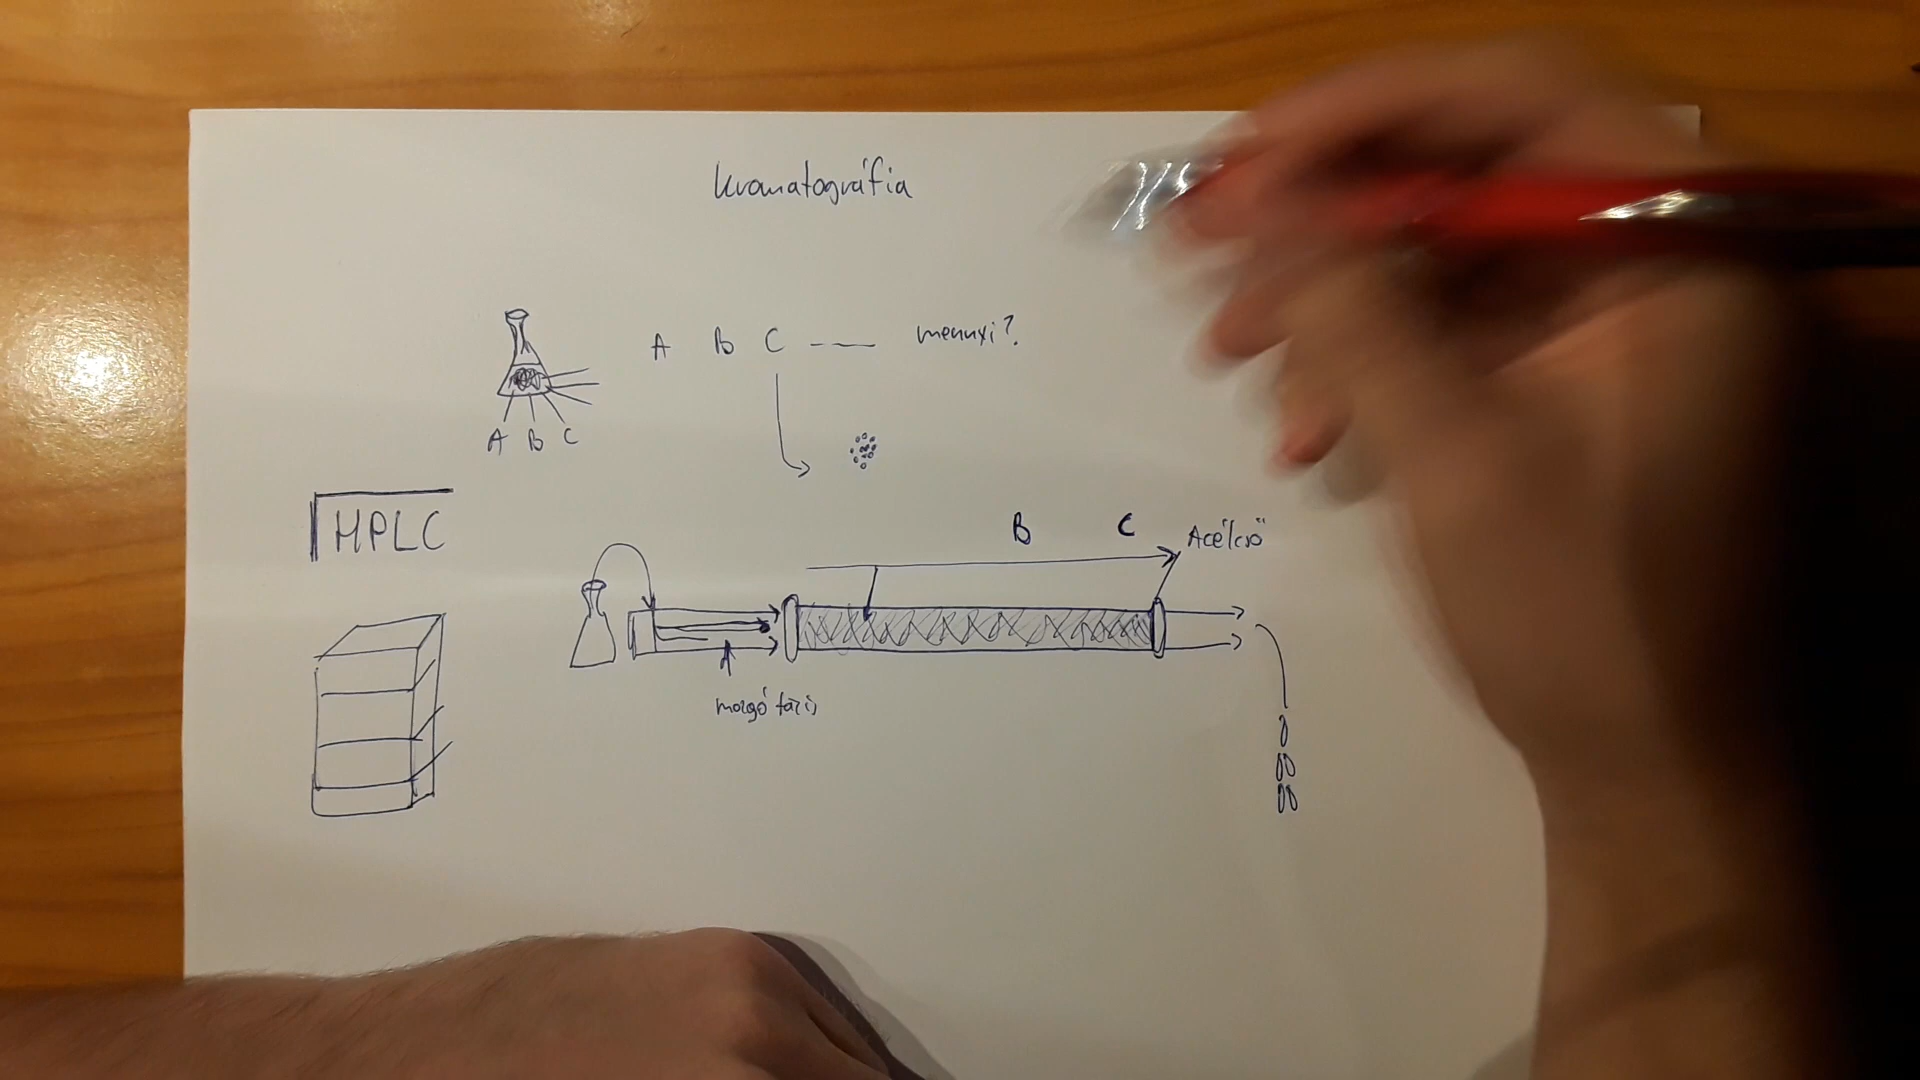 Kromatográfia
A B C --- mennyi?
A B C
HPLC
B C Acélcső
mozgó fázis